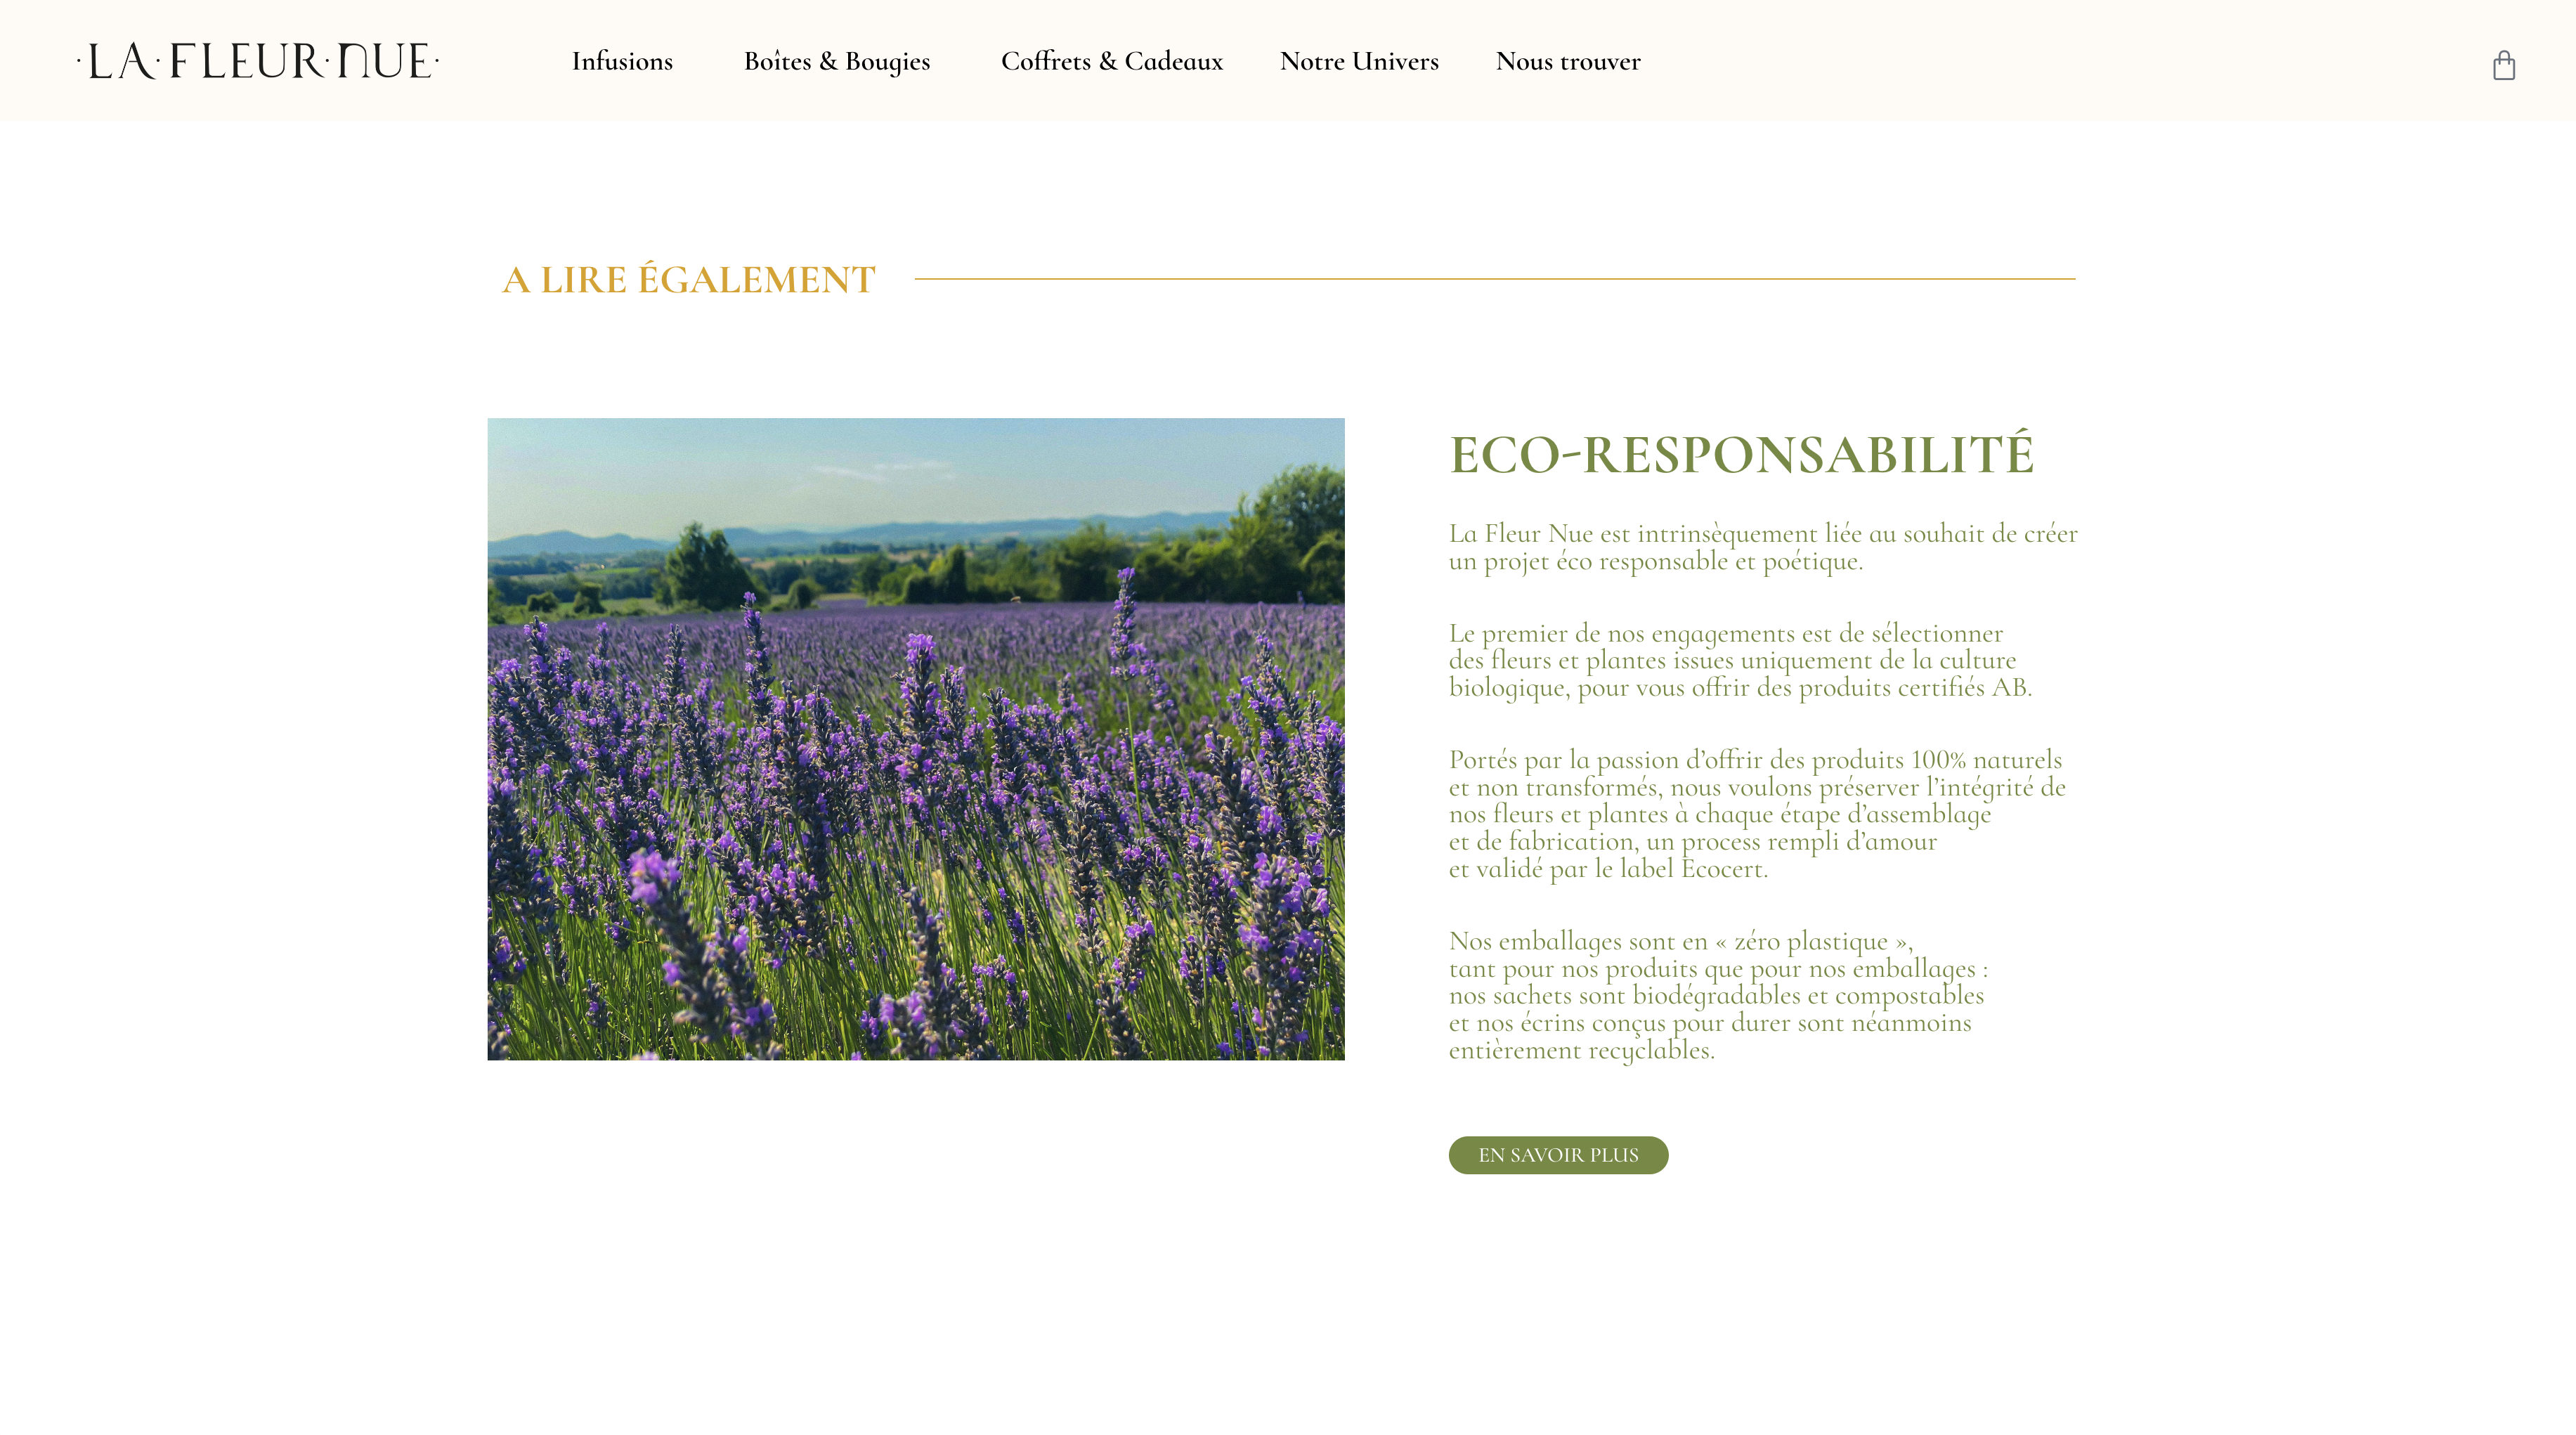 ·LA·FLEUR·NUE·
Infusions
Boîtes & Bougies
Coffrets & Cadeaux
Notre Univers
Nous trouver
A LIRE ÉGALEMENT
ECO-RESPONSABILITÉ
La Fleur Nue est intrinsèquement liée au souhait de créer
un projet éco responsable et poétique.
Le premier de nos engagements est de sélectionner
des fleurs et plantes issues uniquement de la culture
biologique, pour vous offrir des produits certifiés AB.
Portés par la passion d’offrir des produits 100% naturels
et non transformés, nous voulons préserver l’intégrité de
nos fleurs et plantes à chaque étape d’assemblage
et de fabrication, un process rempli d’amour
et validé par le label Ecocert.
Nos emballages sont en « zéro plastique »,
tant pour nos produits que pour nos emballages :
nos sachets sont biodégradables et compostables
et nos écrins conçus pour durer sont néanmoins
entièrement recyclables.
EN SAVOIR PLUS